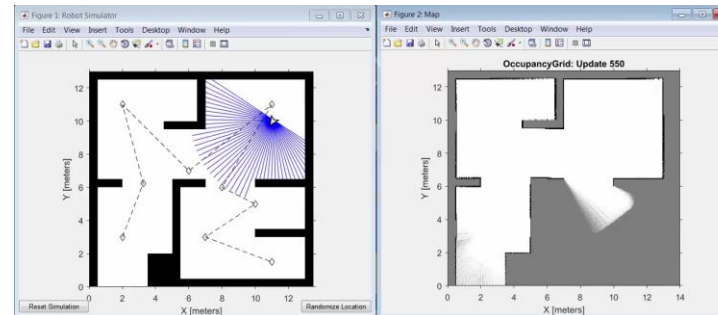 Figure 1: Robot Simulator
File Edit View Insert Tools Desktop Window Help
12
10
8
6
4
2
0
Y [meters]
0 2 4 6 8 10 12
X [meters]
Reset Simulation
Randomize Location
Figure 2: Map
File Edit View Insert Tools Desktop Window Help
OccupancyGrid: Update 550
12
10
8
6
4
2
0
Y [meters]
0 2 4 6 8 10 12 14
X [meters]